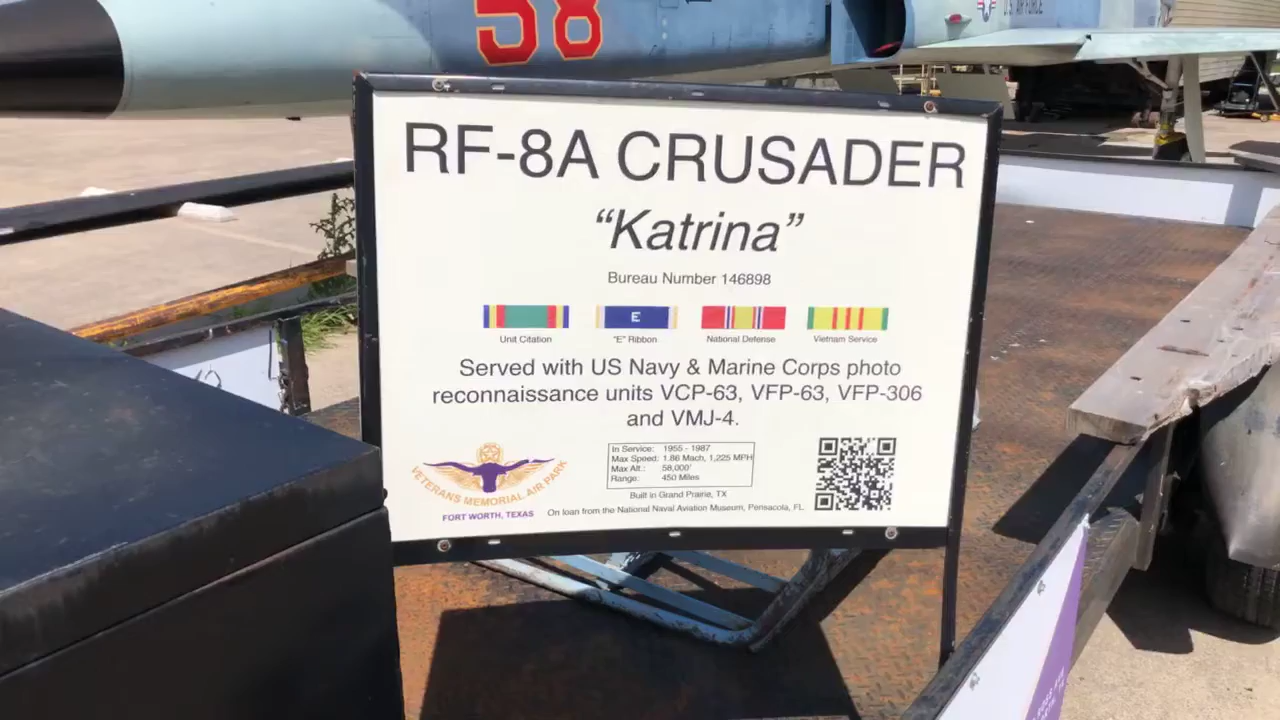 58
U.S. AIR FORCE
RF-8A CRUSADER
“Katrina”
Bureau Number 146898
E
Unit Citation
"E" Ribbon
National Defense
Vietnam Service
Served with US Navy & Marine Corps photo
reconnaissance units VCP-63, VFP-63, VFP-306
and VMJ-4.
In Service: 1955 - 1987
Max Speed: 1.86 Mach, 1,225 MPH
Max Alt.: 58,000'
Range: 450 Miles
VETERANS MEMORIAL AIR PARK
FORT WORTH, TEXAS
Built in Grand Prairie, TX
On loan from the National Naval Aviation Museum, Pensacola, FL.